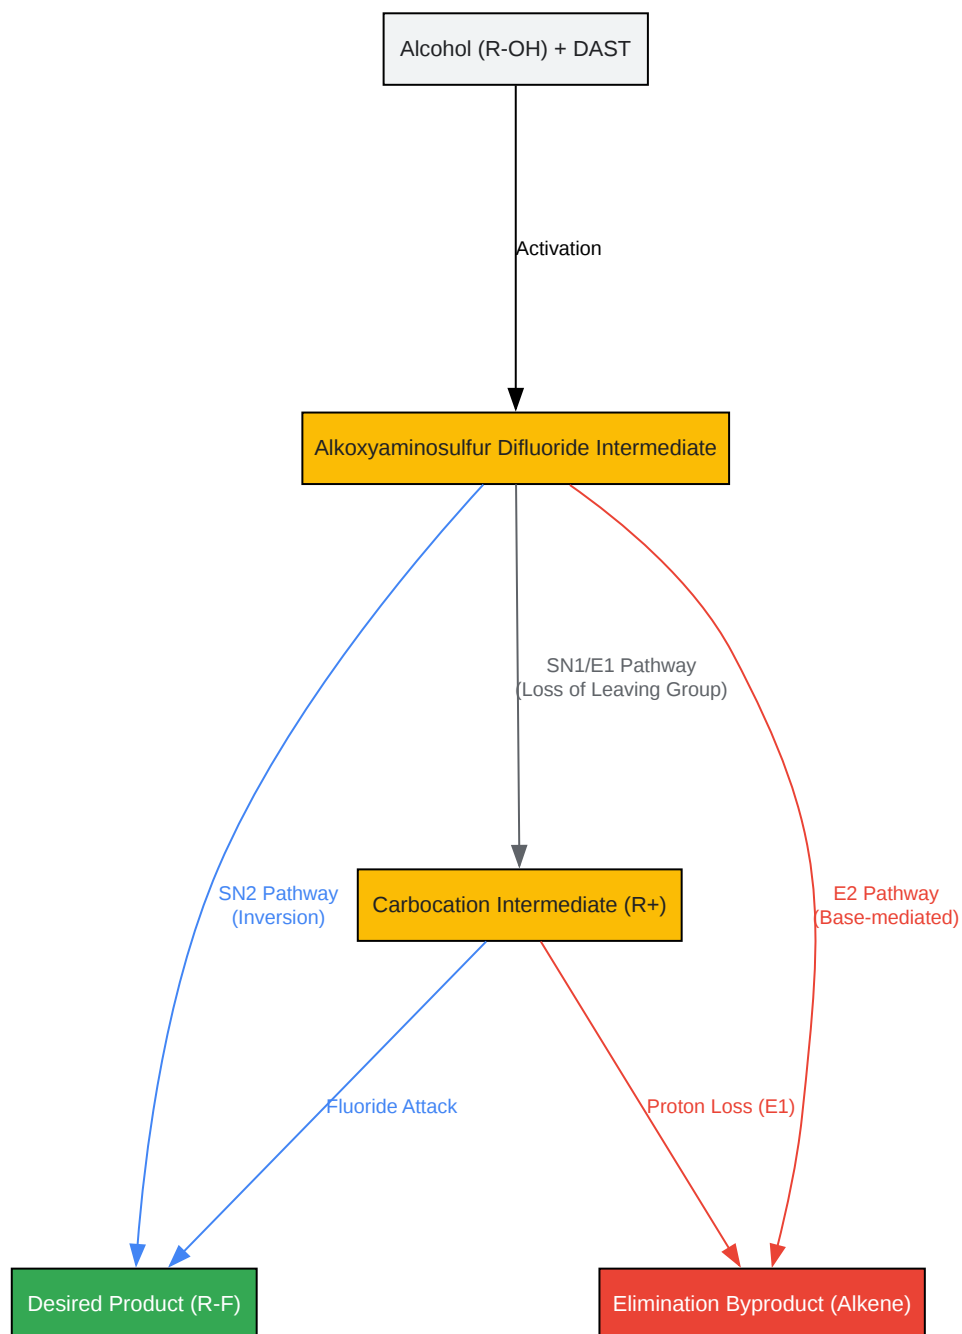 Alcohol (R-OH) + DAST
Activation
Alkoxyaminosulfur Difluoride Intermediate
SN1/E1 Pathway
(Loss of Leaving Group)
SN2 Pathway
(Inversion)
Carbocation Intermediate (R+)
E2 Pathway
(Base-mediated)
Fluoride Attack
Proton Loss (E1)
Desired Product (R-F)
Elimination Byproduct (Alkene)